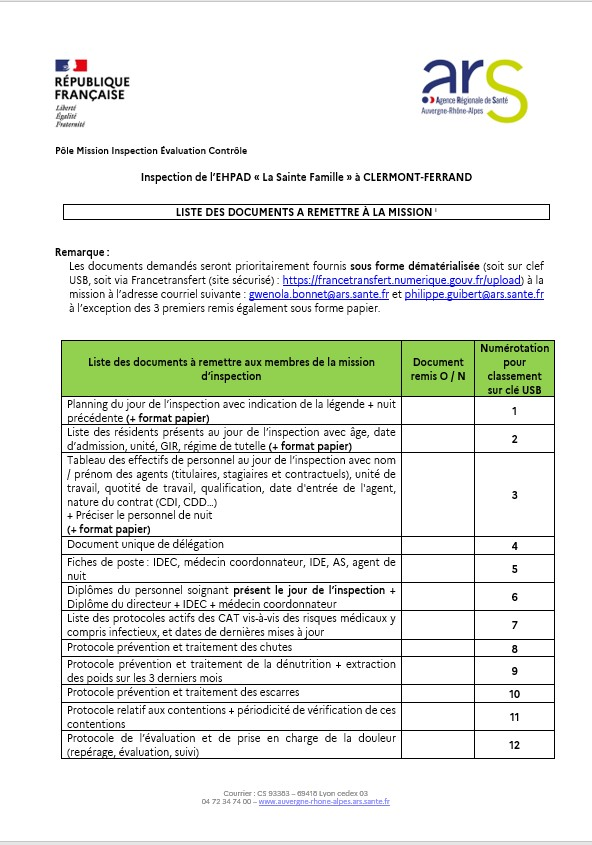 RÉPUBLIQUE
FRANÇAISE
Liberté
Égalité
Fraternité
ars
Agence Régionale de Santé
Auvergne-Rhône-Alpes
Pôle Mission Inspection Évaluation Contrôle
Inspection de l'EHPAD « La Sainte Famille » à CLERMONT-FERRAND
LISTE DES DOCUMENTS A REMETTRE À LA MISSION i
Remarque :
Les documents demandés seront prioritairement fournis sous forme dématérialisée (soit sur clef
USB, soit via Francetransfert (site sécurisé) : https://francetransfert.numerique.gouv.fr/upload) à la
mission à l'adresse courriel suivante : gwenola.bonnet@ars.sante.fr et philippe.guibert@ars.sante.fr
à l'exception des 3 premiers remis également sous forme papier.
Liste des documents à remettre aux membres de la mission
d'inspection
Document
remis O / N
Numérotation
pour
classement
sur clé USB
Planning du jour de l'inspection avec indication de la légende + nuit
précédente (+ format papier)
1
Liste des résidents présents au jour de l'inspection avec âge, date
d'admission, unité, GIR, régime de tutelle (+ format papier)
2
Tableau des effectifs de personnel au jour de l'inspection avec nom
/ prénom des agents (titulaires, stagiaires et contractuels), unité de
travail, quotité de travail, qualification, date d'entrée de l'agent,
nature du contrat (CDI, CDD…)
+ Préciser le personnel de nuit
(+ format papier)
3
Document unique de délégation
4
Fiches de poste : IDEC, médecin coordonnateur, IDE, AS, agent de
nuit
5
Diplômes du personnel soignant présent le jour de l'inspection +
Diplôme du directeur + IDEC + médecin coordonnateur
6
Liste des protocoles actifs des CAT vis-à-vis des risques médicaux y
compris infectieux, et dates de dernières mises à jour
7
Protocole prévention et traitement des chutes
8
Protocole prévention et traitement de la dénutrition + extraction
des poids sur les 3 derniers mois
9
Protocole prévention et traitement des escarres
10
Protocole relatif aux contentions + périodicité de vérification de ces
contentions
11
Protocole de l'évaluation et de prise en charge de la douleur
(repérage, évaluation, suivi)
12
Courrier : CS 93383 – 69418 Lyon cedex 03
04 72 34 74 00 – www.auvergne-rhone-alpes.ars.sante.fr